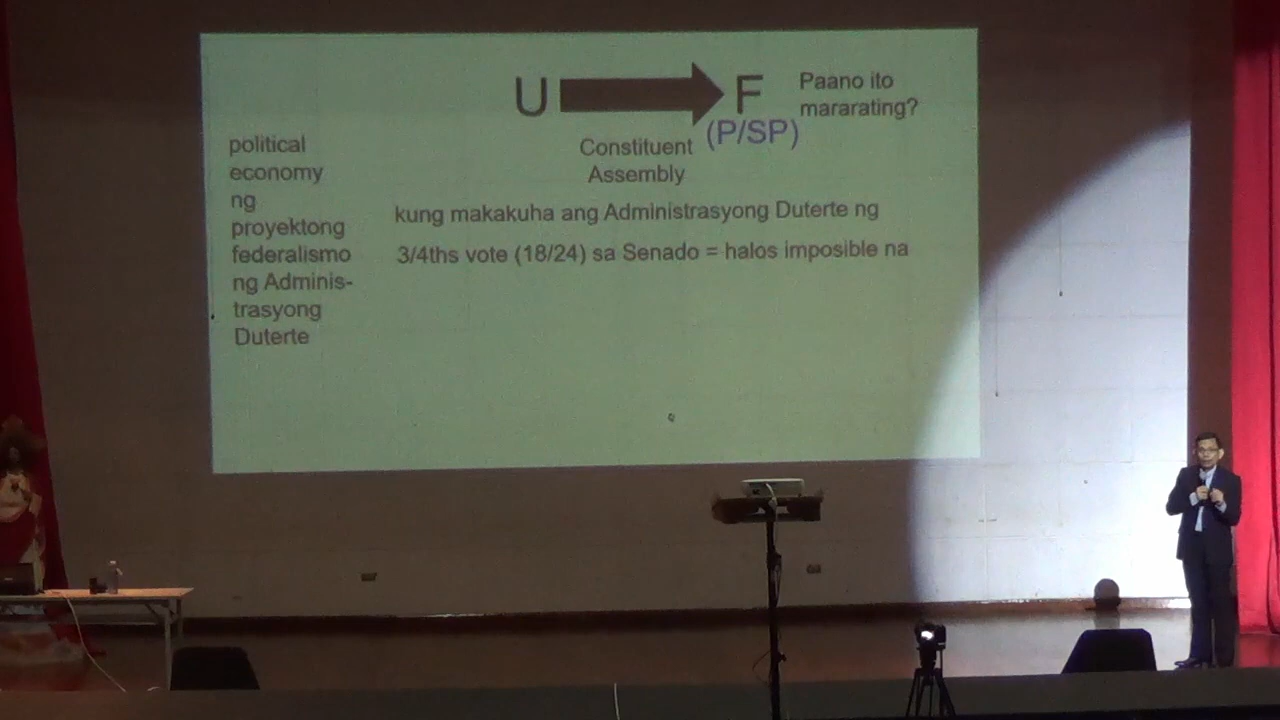 U F
(P/SP)
Paano ito
mararating?
Constituent
Assembly
political
economy
ng
proyektong
federalismo
ng Adminis-
trasyong
Duterte
kung makakuha ang Administrasyong Duterte ng
3/4ths vote (18/24) sa Senado = halos imposible na